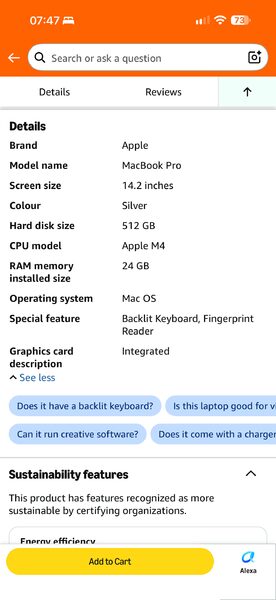 07:47
73
Search or ask a question
Details Reviews
Details
Brand Apple
Model name MacBook Pro
Screen size 14.2 inches
Colour Silver
Hard disk size 512 GB
CPU model Apple M4
RAM memory 24 GB
installed size
Operating system Mac OS
Special feature Backlit Keyboard, Fingerprint
Reader
Graphics card Integrated
description
See less
Does it have a backlit keyboard? Is this laptop good for v
Can it run creative software? Does it come with a charger
Sustainability features
This product has features recognized as more
sustainable by certifying organizations.
Energy efficiency
Add to Cart
Alexa